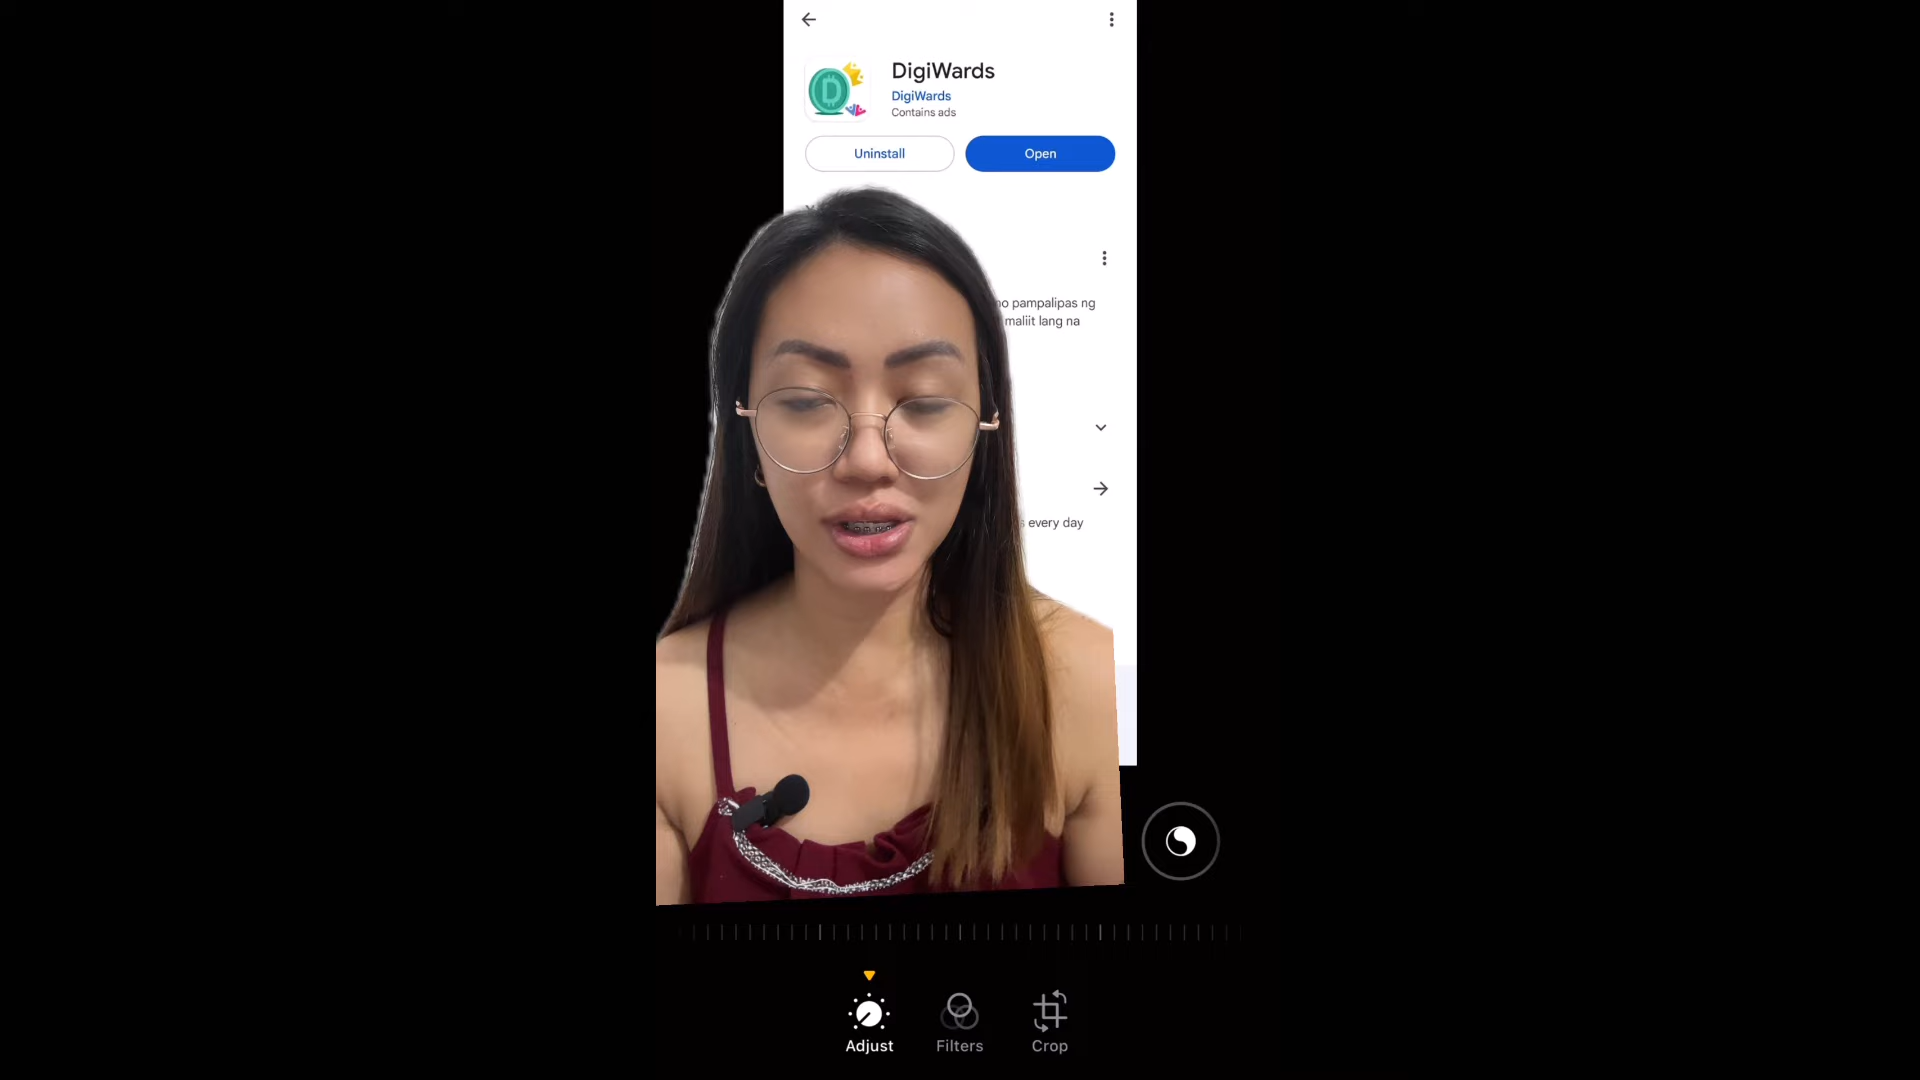 DigiWards
DigiWards
Contains ads
Uninstall
Open
pampalipas ng
maliit lang na
every day
Adjust
Filters
Crop